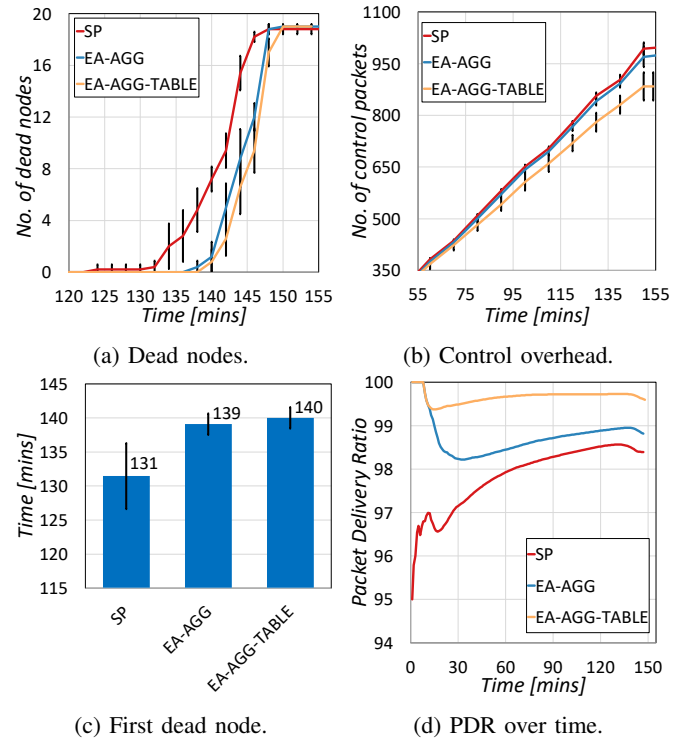 20
16
12
8
4
0
No. of dead nodes
SP
EA-AGG
EA-AGG-TABLE
120 125 130 135 140 145 150 155
Time [mins]
(a) Dead nodes.
1100
950
800
650
500
350
No. of control packets
SP
EA-AGG
EA-AGG-TABLE
55 75 95 115 135 155
Time [mins]
(b) Control overhead.
145
140
135
130
125
120
115
Time [mins]
131
139
140
SP
EA-AGG
EA-AGG-TABLE
(c) First dead node.
100
99
98
97
96
95
94
Packet Delivery Ratio
SP
EA-AGG
EA-AGG-TABLE
0 30 60 90 120 150
Time [mins]
(d) PDR over time.